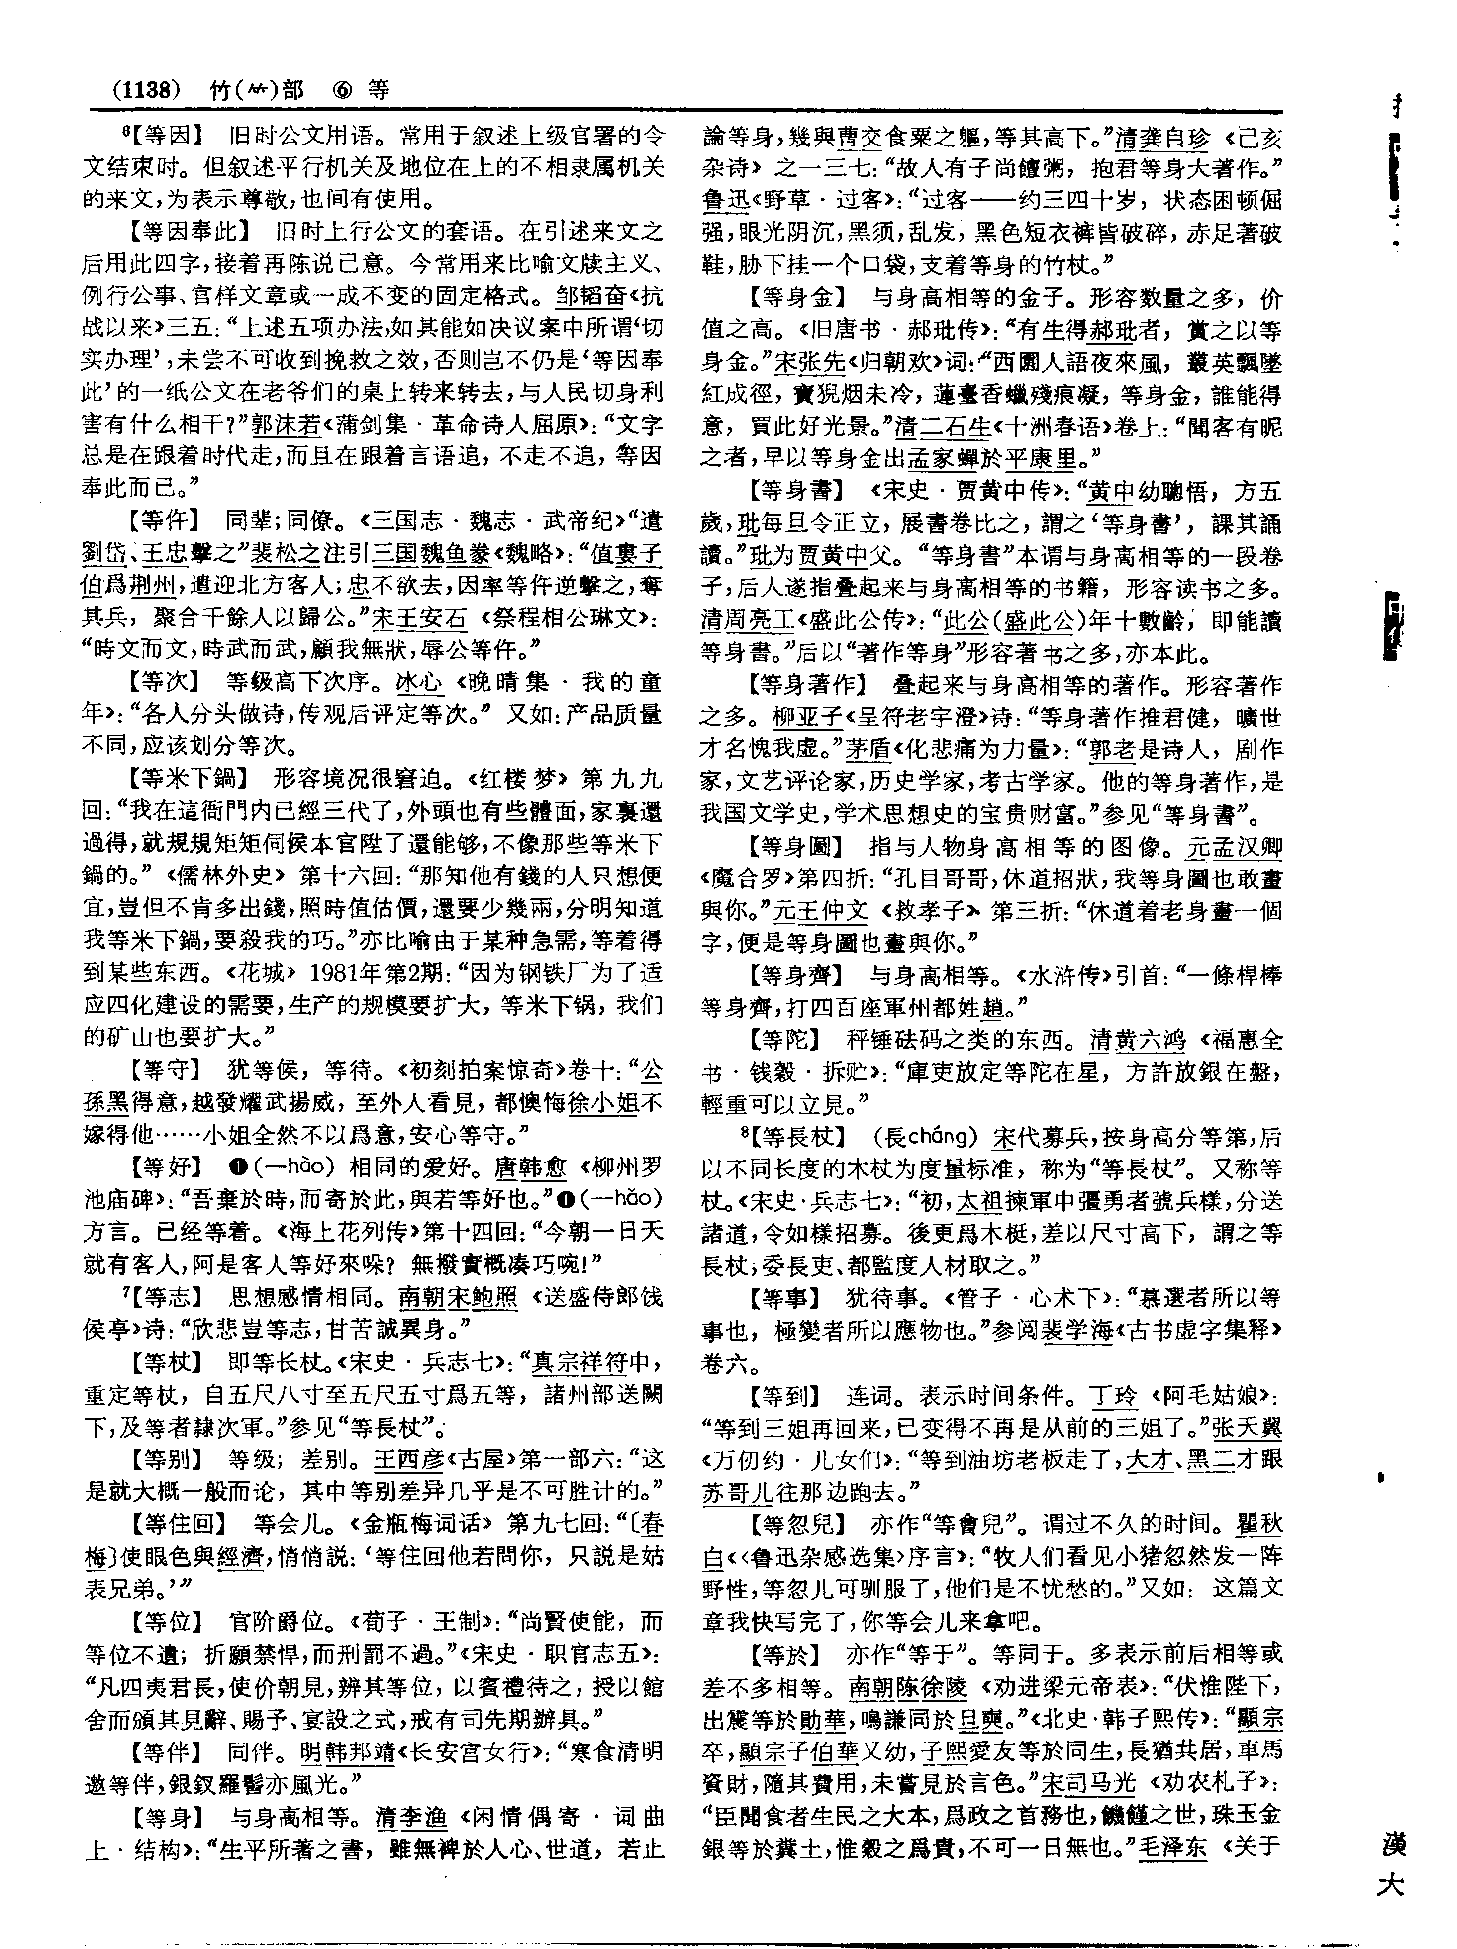 (1138) 竹(⺮)部 ⑥ 等
⁶【等因】 旧时公文用语。常用于叙述上级官署的令
文结束时。但叙述平行机关及地位在上的不相隶属机关
的来文,为表示尊敬,也间有使用。
【等因奉此】 旧时上行公文的套语。在引述来文之
后用此四字,接着再陈说己意。今常用来比喻文牍主义、
例行公事、官样文章或一成不变的固定格式。邹韬奋《抗
战以来》三五:“上述五项办法,如其能如决议案中所谓‘切
实办理’,未尝不可收到挽救之效,否则岂不仍是‘等因奉
此’的一纸公文在老爷们的桌上转来转去,与人民切身利
害有什么相干?”郭沫若《蒲剑集·革命诗人屈原》:“文字
总是在跟着时代走,而且在跟着言语追,不走不追,等因
奉此而已。”
【等仵】 同辈;同僚。《三国志·魏志·武帝纪》“遣
劉岱、王忠擊之”裴松之注引三国魏鱼豢《魏略》:“值婁子
伯爲荆州,遣迎北方客人;忠不欲去,因率等仵逆擊之,奪
其兵,聚合千餘人以歸公。”宋王安石《祭程相公琳文》:
“時文而文,時武而武,顧我無狀,辱公等仵。”
【等次】 等级高下次序。冰心《晚晴集·我的童
年》:“各人分头做诗,传观后评定等次。”又如:产品质量
不同,应该划分等次。
【等米下鍋】 形容境况很窘迫。《红楼梦》第九九
回:“我在這衙門内已經三代了,外頭也有些體面,家裏還
過得,就規規矩矩伺侯本官陞了還能够,不像那些等米下
鍋的。”《儒林外史》第十六回:“那知他有錢的人只想便
宜,豈但不肯多出錢,照時值估價,還要少幾兩,分明知道
我等米下鍋,要殺我的巧。”亦比喻由于某种急需,等着得
到某些东西。《花城》1981年第2期:“因为钢铁厂为了适
应四化建设的需要,生产的规模要扩大,等米下锅,我们
的矿山也要扩大。”
【等守】 犹等侯,等待。《初刻拍案惊奇》卷十:“公
孫黑得意,越發耀武揚威,至外人看見,都懊悔徐小姐不
嫁得他……小姐全然不以爲意,安心等守。”
【等好】 ❶(一hào)相同的爱好。唐韩愈《柳州罗
池庙碑》:“吾棄於時,而寄於此,與若等好也。”❶(一hǎo)
方言。已经等着。《海上花列传》第十四回:“今朝一日天
就有客人,阿是客人等好來哚?無撥實概凑巧啘!”
⁷【等志】 思想感情相同。南朝宋鲍照《送盛侍郎饯
侯亭》诗:“欣悲豈等志,甘苦誠異身。”
【等杖】 即等长杖。《宋史·兵志七》:“真宗祥符中,
重定等杖,自五尺八寸至五尺五寸爲五等,諸州部送闕
下,及等者隸次軍。”参见“等長杖”。
【等别】 等级;差别。王西彦《古屋》第一部六:“这
是就大概一般而论,其中等别差异几乎是不可胜计的。”
【等住回】 等会儿。《金瓶梅词话》第九七回:“〔春
梅〕使眼色與經濟,悄悄説:‘等住回他若問你,只説是姑
表兄弟。’”
【等位】 官阶爵位。《荀子·王制》:“尚賢使能,而
等位不遺;折願禁悍,而刑罰不過。”《宋史·职官志五》:
“凡四夷君長,使价朝見,辨其等位,以賓禮待之,授以館
舍而頒其見辭、賜予、宴設之式,戒有司先期辦具。”
【等伴】 同伴。明韩邦靖《长安宫女行》:“寒食清明
邀等伴,銀釵羅髻亦風光。”
【等身】 与身高相等。清李渔《闲情偶寄·词曲
上·结构》:“生平所著之書,雖無裨於人心、世道,若止
論等身,幾與曹交食粟之軀,等其高下。”清龚自珍《己亥
杂诗》之一三七:“故人有子尚饘粥,抱君等身大著作。”
鲁迅《野草·过客》:“过客——约三四十岁,状态困顿倔
强,眼光阴沉,黑须,乱发,黑色短衣裤皆破碎,赤足著破
鞋,胁下挂一个口袋,支着等身的竹杖。”
【等身金】 与身高相等的金子。形容数量之多,价
值之高。《旧唐书·郝玼传》:“有生得郝玼者,賞之以等
身金。”宋张先《归朝欢》词:“西園人語夜來風,叢英飄墜
紅成徑,寶猊烟未冷,蓮臺香蠟殘痕凝,等身金,誰能得
意,買此好光景。”清二石生《十洲春语》卷上:“聞客有昵
之者,早以等身金出孟家蟬於平康里。”
【等身書】 《宋史·贾黄中传》:“黄中幼聰悟,方五
歲,玭每旦令正立,展書卷比之,謂之‘等身書’,課其誦
讀。”玭为贾黄中父。“等身書”本谓与身高相等的一段卷
子,后人遂指叠起来与身高相等的书籍,形容读书之多。
清周亮工《盛此公传》:“此公(盛此公)年十數齡,即能讀
等身書。”后以“著作等身”形容著书之多,亦本此。
【等身著作】 叠起来与身高相等的著作。形容著作
之多。柳亚子《呈符老宇澄》诗:“等身著作推君健,曠世
才名愧我虚。”茅盾《化悲痛为力量》:“郭老是诗人,剧作
家,文艺评论家,历史学家,考古学家。他的等身著作,是
我国文学史,学术思想史的宝贵财富。”参见“等身書”。
【等身圖】 指与人物身高相等的图像。元孟汉卿
《魔合罗》第四折:“孔目哥哥,休道招狀,我等身圖也敢畫
與你。”元王仲文《救孝子》第三折:“休道着老身畫一個
字,便是等身圖也畫與你。”
【等身齊】 与身高相等。《水浒传》引首:“一條桿棒
等身齊,打四百座軍州都姓趙。”
【等陀】 秤锤砝码之类的东西。清黄六鸿《福惠全
书·钱穀·拆贮》:“庫吏放定等陀在星,方許放銀在盤,
輕重可以立見。”
⁸【等長杖】 (長cháng)宋代募兵,按身高分等第,后
以不同长度的木杖为度量标准,称为“等長杖”。又称等
杖。《宋史·兵志七》:“初,太祖揀軍中彊勇者號兵樣,分送
諸道,令如樣招募。後更爲木梃,差以尺寸高下,謂之等
長杖;委長吏、都監度人材取之。”
【等事】 犹待事。《管子·心术下》:“慕選者所以等
事也,極變者所以應物也。”参阅裴学海《古书虚字集释》
卷六。
【等到】 连词。表示时间条件。丁玲《阿毛姑娘》:
“等到三姐再回来,已变得不再是从前的三姐了。”张天翼
《万仞约·儿女们》:“等到油坊老板走了,大才、黑二才跟
苏哥儿往那边跑去。”
【等忽兒】 亦作“等會兒”。谓过不久的时间。瞿秋
白《〈鲁迅杂感选集〉序言》:“牧人们看见小猪忽然发一阵
野性,等忽儿可驯服了,他们是不忧愁的。”又如:这篇文
章我快写完了,你等会儿来拿吧。
【等於】 亦作“等于”。等同于。多表示前后相等或
差不多相等。南朝陈徐陵《劝进梁元帝表》:“伏惟陛下,
出震等於勛華,鳴謙同於旦奭。”《北史·韩子熙传》:“顯宗
卒,顯宗子伯華又幼,子熙愛友等於同生,長猶共居,車馬
資財,隨其費用,未嘗見於言色。”宋司马光《劝农札子》:
“臣聞食者生民之大本,爲政之首務也,饑饉之世,珠玉金
銀等於糞土,惟穀之爲貴,不可一日無也。”毛泽东《关于
漢
大